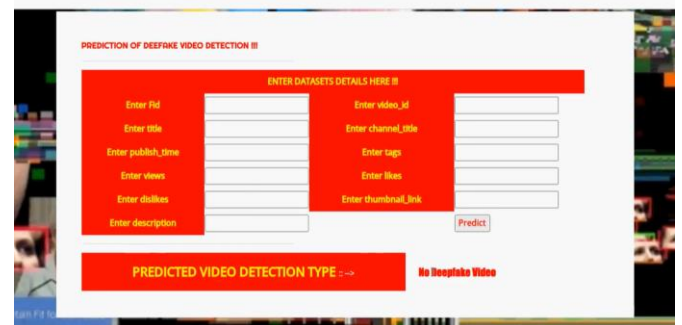 PREDICTION OF DEEFAKE VIDEO DETECTION !!!
ENTER DATASETS DETAILS HERE !!!
Enter Fid Enter video_id
Enter title Enter channel_title
Enter publish_time Enter tags
Enter views Enter likes
Enter dislikes Enter thumbnail_link
Enter description Predict
PREDICTED VIDEO DETECTION TYPE :: --> No Deepfake Video